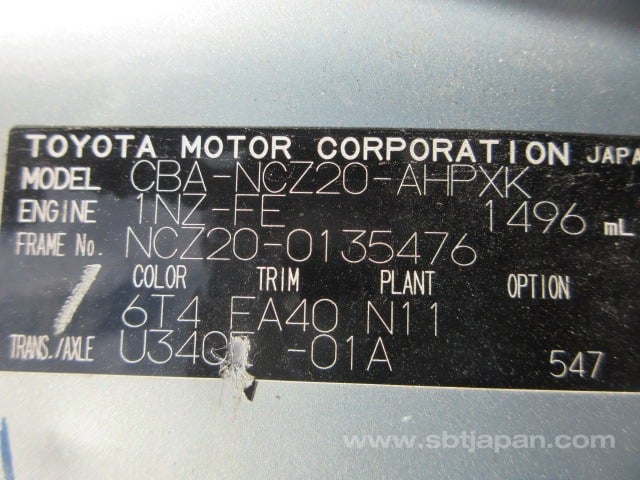 TOYOTA MOTOR CORPORATION JAPA
MODEL CBA-NCZ20-AHPXK
ENGINE 1NZ-FE 1496 mL
FRAME No. NCZ20-0135476
COLOR TRIM PLANT OPTION
6T4 FA40 N11
TRANS./AXLE -01A 547
www.sbtjapan.com